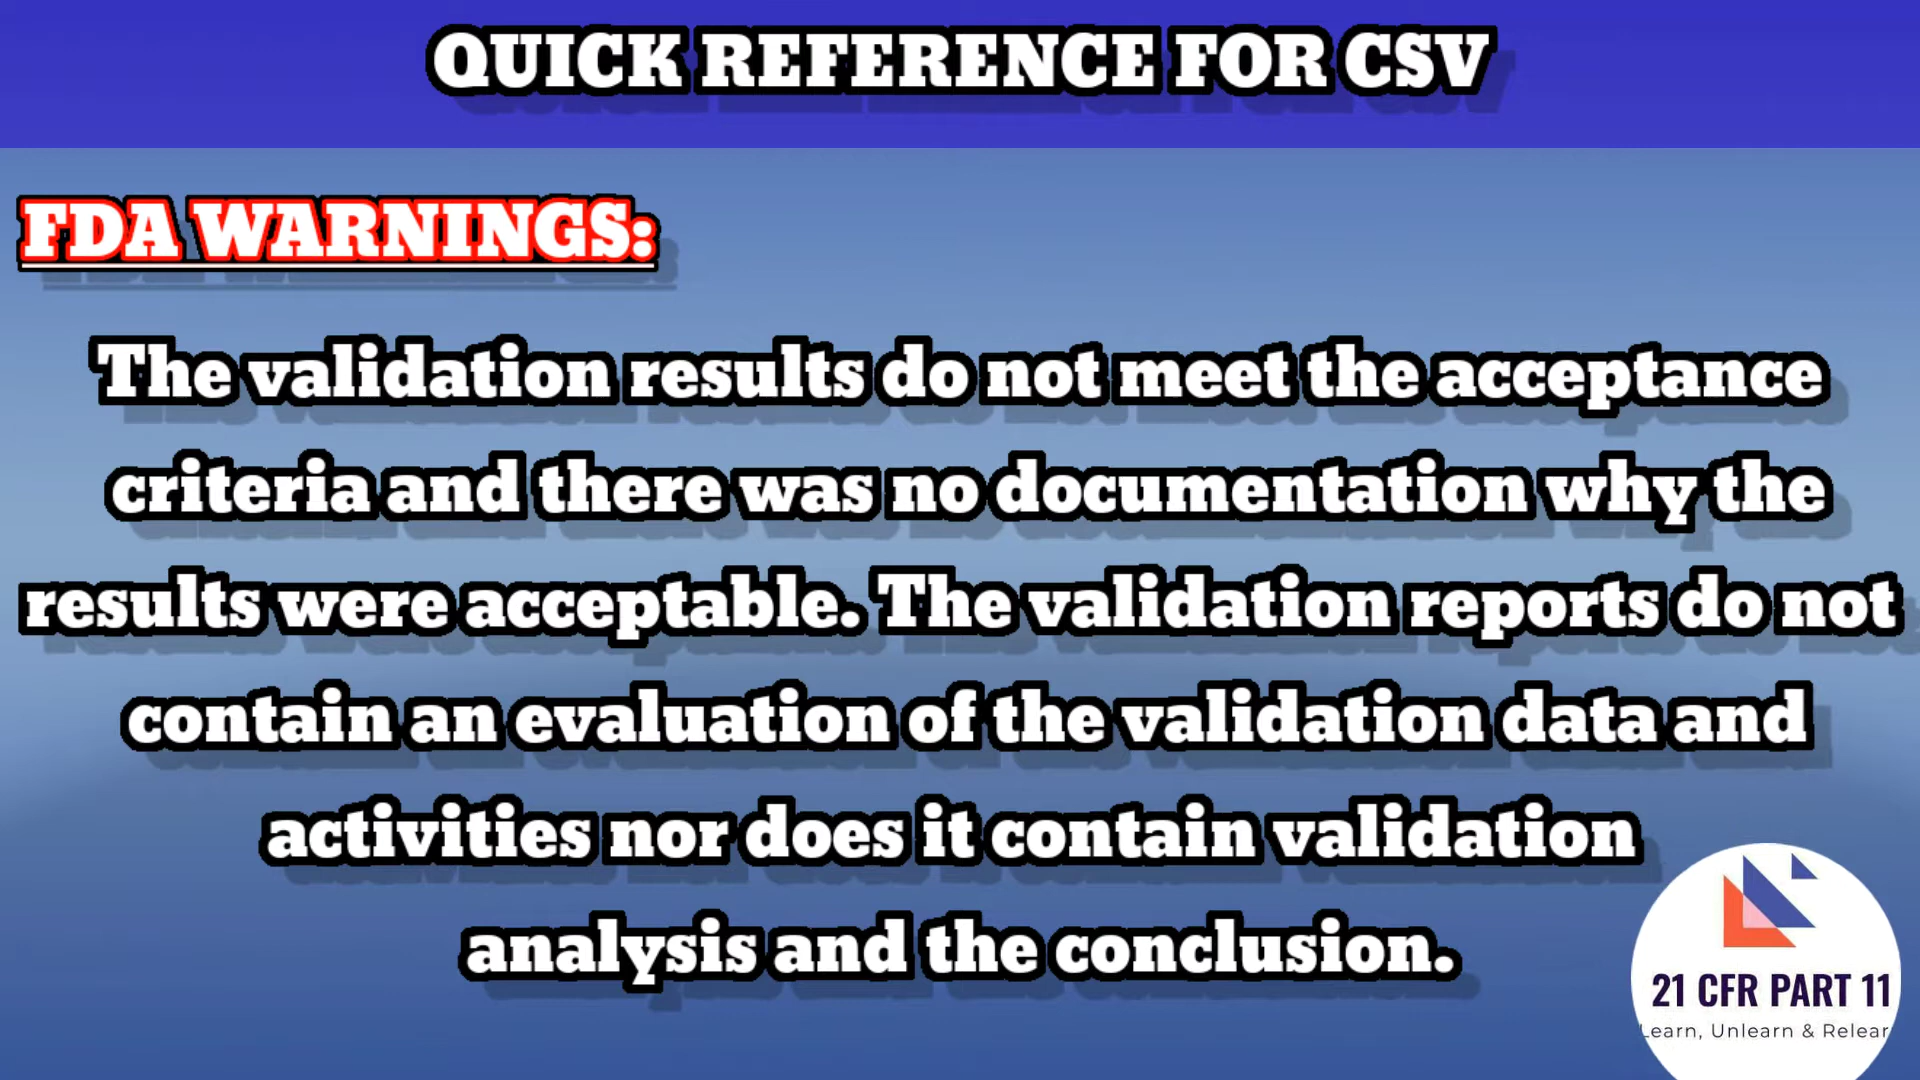 QUICK REFERENCE FOR CSV
FDA WARNINGS:
The validation results do not meet the acceptance
criteria and there was no documentation why the
results were acceptable. The validation reports do not
contain an evaluation of the validation data and
activities nor does it contain validation
analysis and the conclusion.
21 CFR PART 11
Learn, Unlearn & Relear